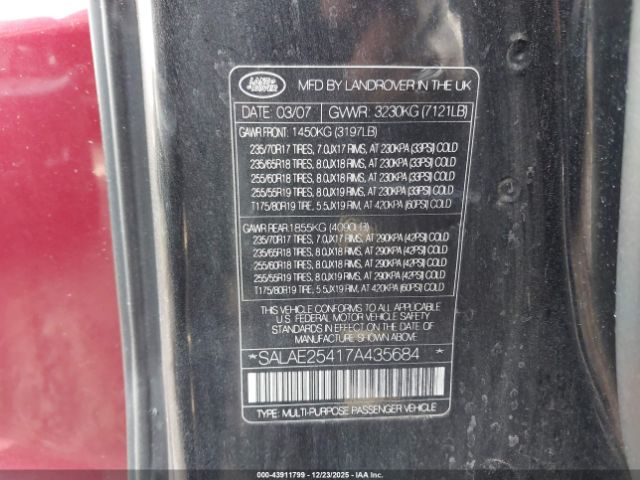 LAND ROVER
MFD BY LANDROVER IN THE UK
DATE 03/07 GVWR: 3230KG (7121LB)
GAWR FRONT: 1450KG (3197LB)
235/70R17 TIRES, 7.0JX17 RIMS, AT 230KPA (33PSI) COLD
235/65R18 TIRES, 8.0JX18 RIMS, AT 230KPA (33PSI) COLD
255/60R18 TIRES, 8.0JX18 RIMS, AT 230KPA (33PSI) COLD
255/55R19 TIRES, 8.0JX19 RIMS, AT 230KPA (33PSI) COLD
T175/80R19 TIRE, 5.5JX19 RIM, AT 420KPA (60PSI) COLD
GAWR REAR 1855KG (4090LB)
235/70R17 TIRES, 7.0JX17 RIMS, AT 290KPA (42PSI) COLD
235/65R18 TIRES, 8.0JX18 RIMS, AT 290KPA (42PSI) COLD
255/60R18 TIRES, 8.0JX18 RIMS, AT 290KPA (42PSI) COLD
255/55R19 TIRES, 8.0JX19 RIMS, AT 290KPA (42PSI) COLD
T175/80R19 TIRE, 5.5JX19 RIM, AT 420KPA (60PSI) COLD
THIS VEHICLE CONFORMS TO ALL APPLICABLE
U.S. FEDERAL MOTOR VEHICLE SAFETY
STANDARDS IN EFFECT ON THE DATE OF
MANUFACTURE SHOWN ABOVE
*SALAE25417A435684 *
TYPE: MULTI-PURPOSE PASSENGER VEHICLE
000-43911799 - 12/23/2025 - IAAI.COM